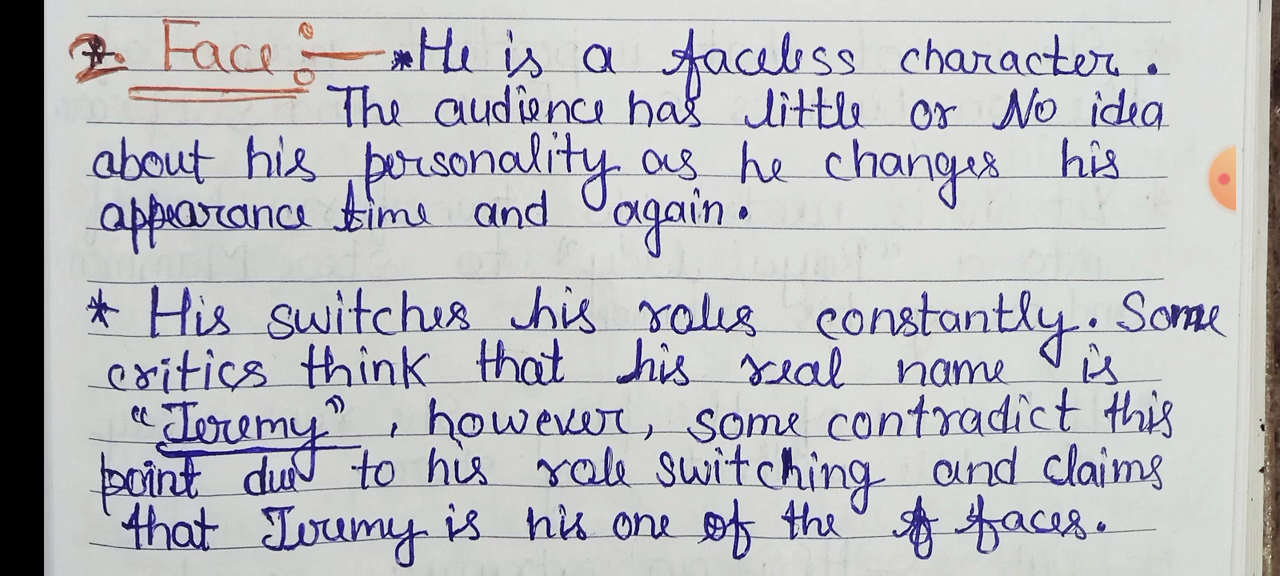 2. Face:— *He is a faceless character.
The audience has little or No idea
about his personality as he changes his
appearance time and again.
* His switches his roles constantly. Some
critics think that his real name is
"Jeremy", however, some contradict this
point due to his role switching and claims
that Jeremy is his one of the faces.